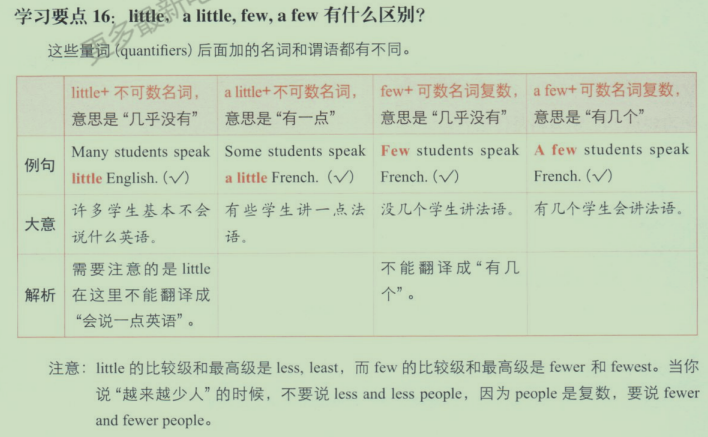 学习要点 16：little, a little, few, a few 有什么区别？
这些量词 (quantifiers) 后面加的名词和谓语都有不同。
little+ 不可数名词，意思是“几乎没有”
a little+ 不可数名词，意思是“有一点”
few+ 可数名词复数，意思是“几乎没有”
a few+ 可数名词复数，意思是“有几个”
例句
Many students speak little English. (✓)
Some students speak a little French. (✓)
Few students speak French. (✓)
A few students speak French. (✓)
大意
许多学生基本不会说什么英语。
有些学生讲一点法语。
没几个学生讲法语。
有几个学生会讲法语。
解析
需要注意的是 little 在这里不能翻译成“会说一点英语”。
不能翻译成“有几个”。
注意：little 的比较级和最高级是 less, least，而 few 的比较级和最高级是 fewer 和 fewest。当你
说“越来越少人”的时候，不要说 less and less people，因为 people 是复数，要说 fewer
and fewer people。
更多最新